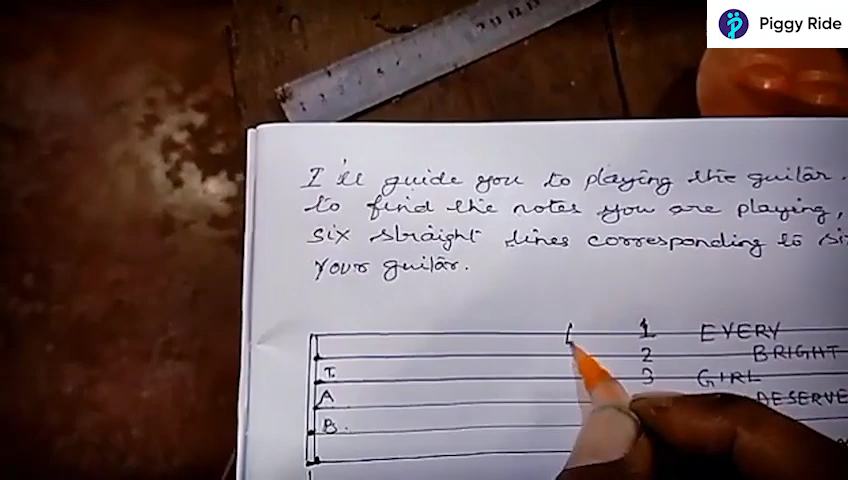 Piggy Ride
I'll guide you to playing the guitar.
to find the notes you are playing,
six straight lines corresponding to si
your guitar.
1 EVERY
2 BRIGHT
T. 3 GIRL
A DESERVE
B.